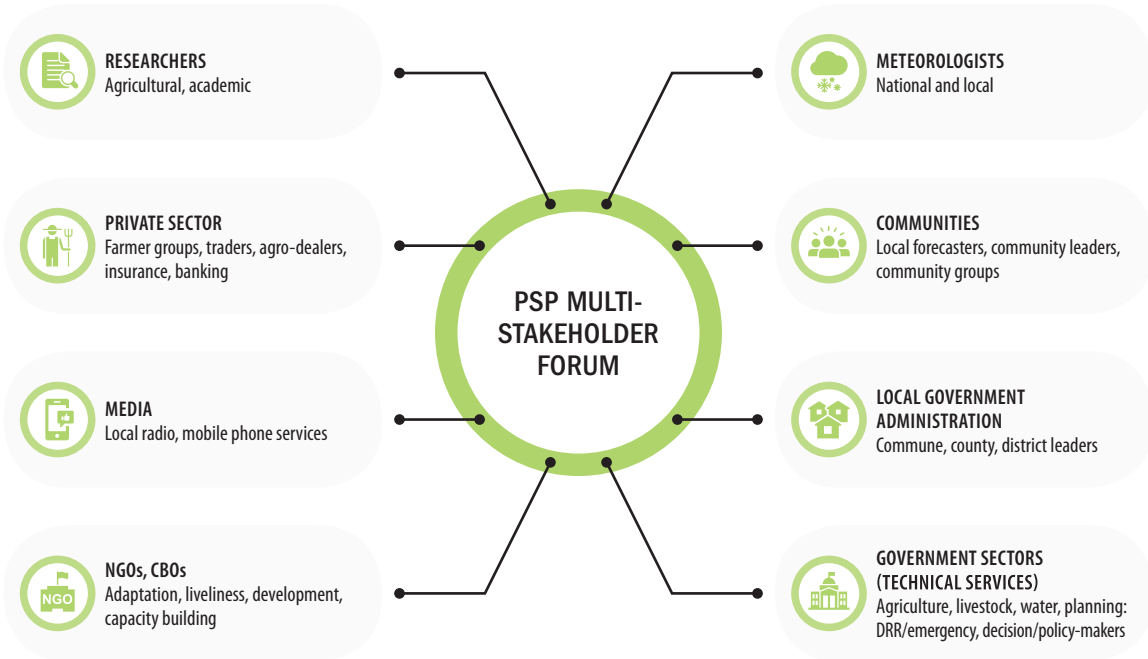 RESEARCHERS
Agricultural, academic
PRIVATE SECTOR
Farmer groups, traders, agro-dealers,
insurance, banking
MEDIA
Local radio, mobile phone services
NGO
NGOs, CBOs
Adaptation, liveliness, development,
capacity building
PSP MULTI-
STAKEHOLDER
FORUM
METEOROLOGISTS
National and local
COMMUNITIES
Local forecasters, community leaders,
community groups
LOCAL GOVERNMENT
ADMINISTRATION
Commune, county, district leaders
GOVERNMENT SECTORS
(TECHNICAL SERVICES)
Agriculture, livestock, water, planning:
DRR/emergency, decision/policy-makers